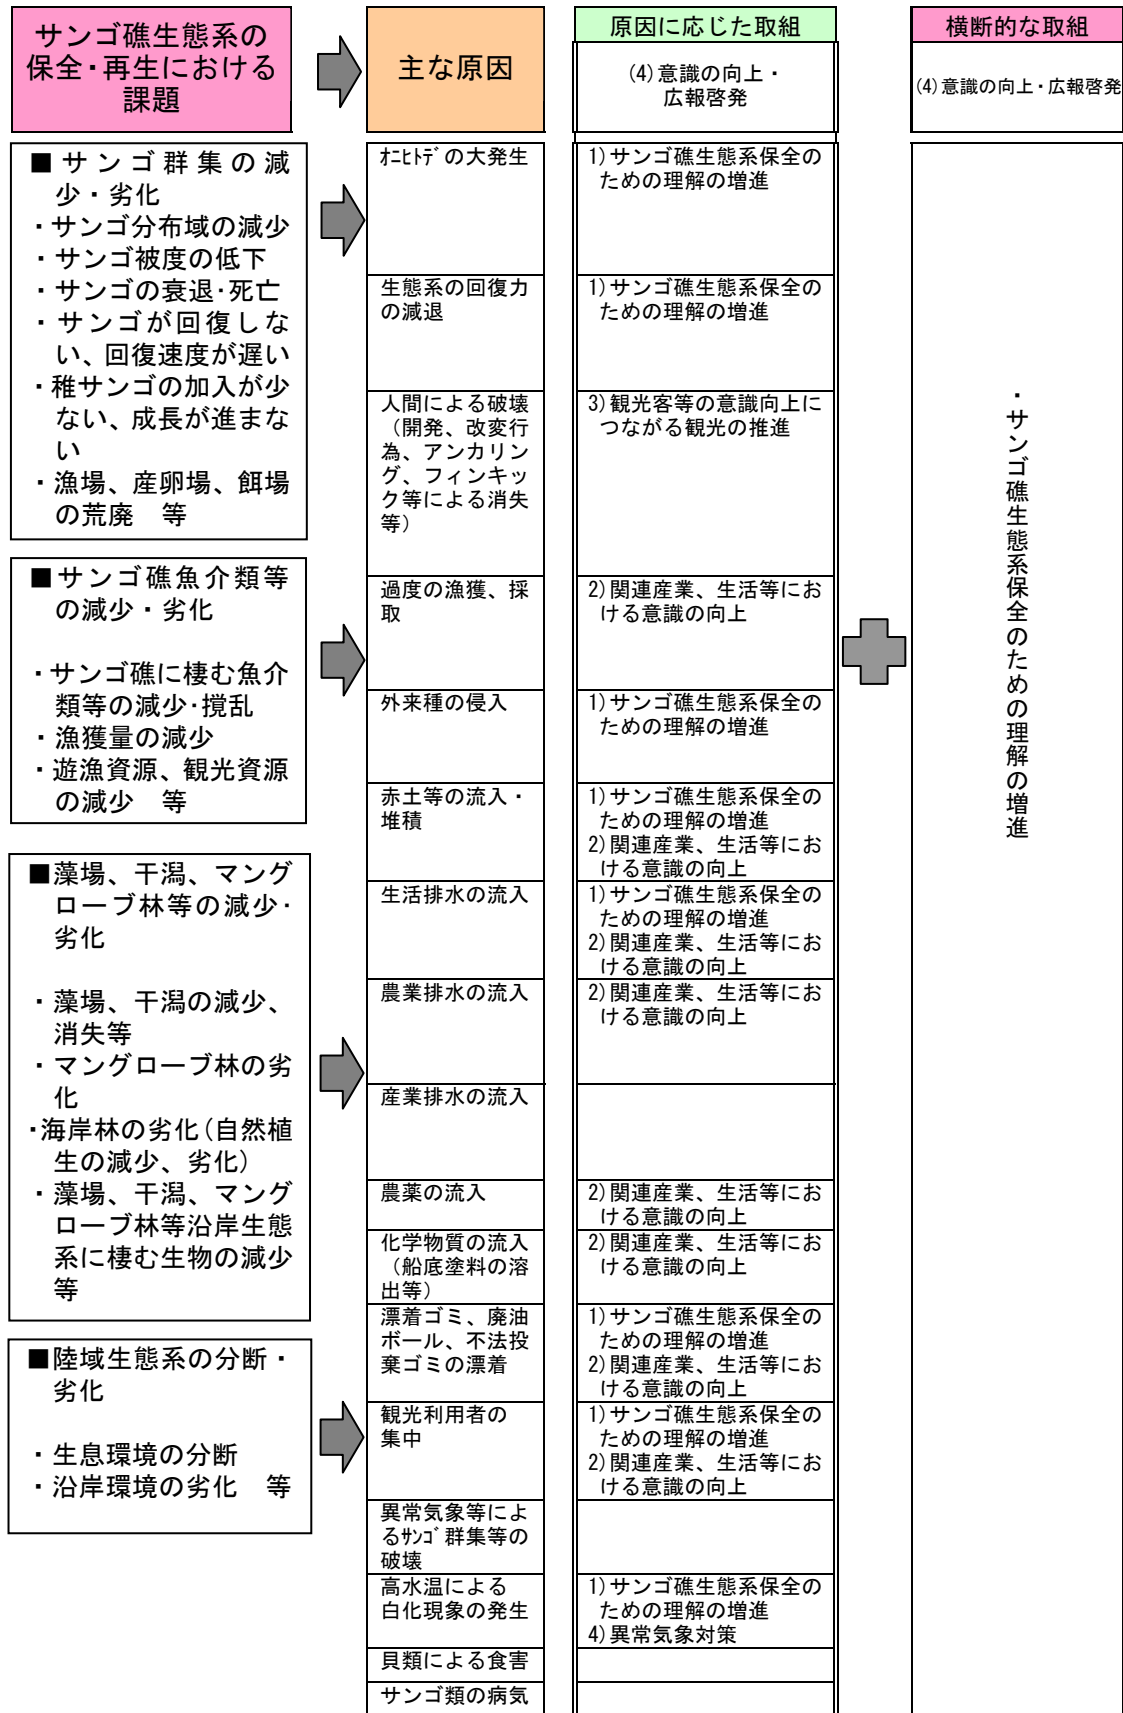 サンゴ礁生態系の
保全・再生における
課題
主な原因
原因に応じた取組
(4)意識の向上・
広報啓発
横断的な取組
(4)意識の向上・広報啓発
■サンゴ群集の減
少・劣化
・サンゴ分布域の減少
・サンゴ被度の低下
・サンゴの衰退・死亡
・サンゴが回復しな
い、回復速度が遅い
・稚サンゴの加入が少
ない、成長が進まな
い
・漁場、産卵場、餌場
の荒廃　等
■サンゴ礁魚介類等
の減少・劣化
・サンゴ礁に棲む魚介
類等の減少・撹乱
・漁獲量の減少
・遊漁資源、観光資源
の減少　等
■藻場、干潟、マング
ローブ林等の減少・
劣化
・藻場、干潟の減少、
消失等
・マングローブ林の劣
化
・海岸林の劣化(自然植
生の減少、劣化)
・藻場、干潟、マング
ローブ林等沿岸生態
系に棲む生物の減少
等
■陸域生態系の分断・
劣化
・生息環境の分断
・沿岸環境の劣化　等
ｵﾆﾋﾄﾃﾞの大発生
1)サンゴ礁生態系保全の
ための理解の増進
生態系の回復力
の減退
1)サンゴ礁生態系保全の
ための理解の増進
人間による破壊
（開発、改変行
為、アンカリン
グ、フィンキッ
ク等による消失
等）
3)観光客等の意識向上に
つながる観光の推進
過度の漁獲、採
取
2)関連産業、生活等にお
ける意識の向上
外来種の侵入
1)サンゴ礁生態系保全の
ための理解の増進
赤土等の流入・
堆積
1)サンゴ礁生態系保全の
ための理解の増進
2)関連産業、生活等にお
ける意識の向上
生活排水の流入
1)サンゴ礁生態系保全の
ための理解の増進
2)関連産業、生活等にお
ける意識の向上
農業排水の流入
2)関連産業、生活等にお
ける意識の向上
産業排水の流入
農薬の流入
2)関連産業、生活等にお
ける意識の向上
化学物質の流入
（船底塗料の溶
出等）
2)関連産業、生活等にお
ける意識の向上
漂着ゴミ、廃油
ボール、不法投
棄ゴミの漂着
1)サンゴ礁生態系保全の
ための理解の増進
2)関連産業、生活等にお
ける意識の向上
観光利用者の
集中
1)サンゴ礁生態系保全の
ための理解の増進
2)関連産業、生活等にお
ける意識の向上
異常気象等によ
るｻﾝｺﾞ群集等の
破壊
高水温による
白化現象の発生
1)サンゴ礁生態系保全の
ための理解の増進
4)異常気象対策
貝類による食害
サンゴ類の病気
・サンゴ礁生態系保全のための理解の増進